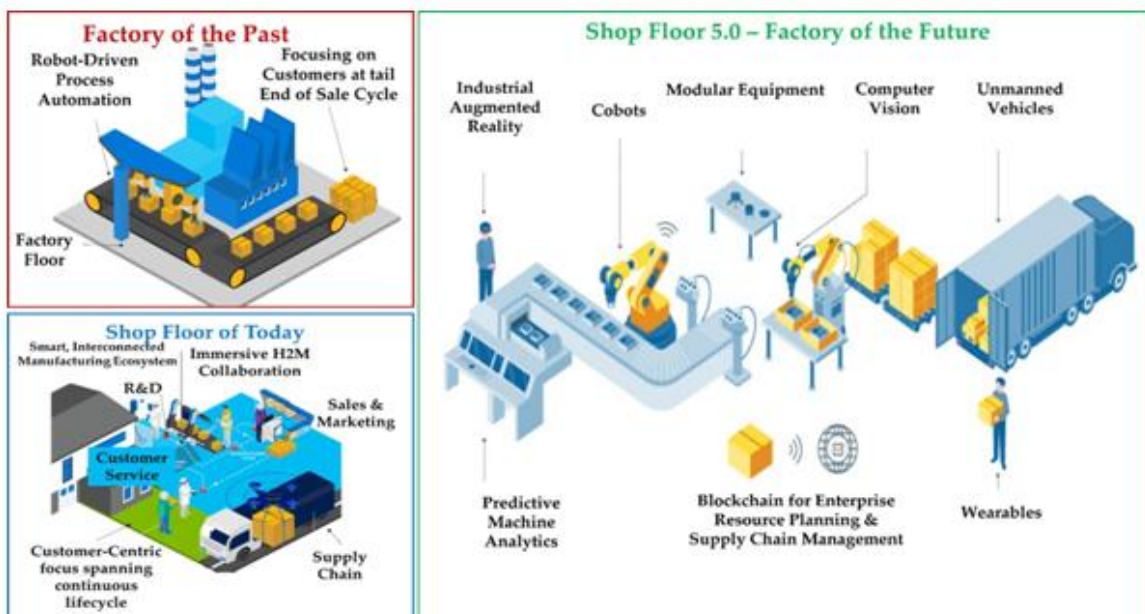 Factory of the Past
Robot-Driven
Process
Automation
Focusing on
Customers at tail
End of Sale Cycle
Factory
Floor
Shop Floor of Today
Smart, Interconnected
Manufacturing Ecosystem
Immersive H2M
Collaboration
R&D
Sales &
Marketing
Customer
Service
Customer-Centric
focus spanning
continuous
lifecycle
Supply
Chain
Shop Floor 5.0 – Factory of the Future
Industrial
Augmented
Reality
Cobots
Modular Equipment
Computer
Vision
Unmanned
Vehicles
Predictive
Machine
Analytics
Blockchain for Enterprise
Resource Planning &
Supply Chain Management
Wearables